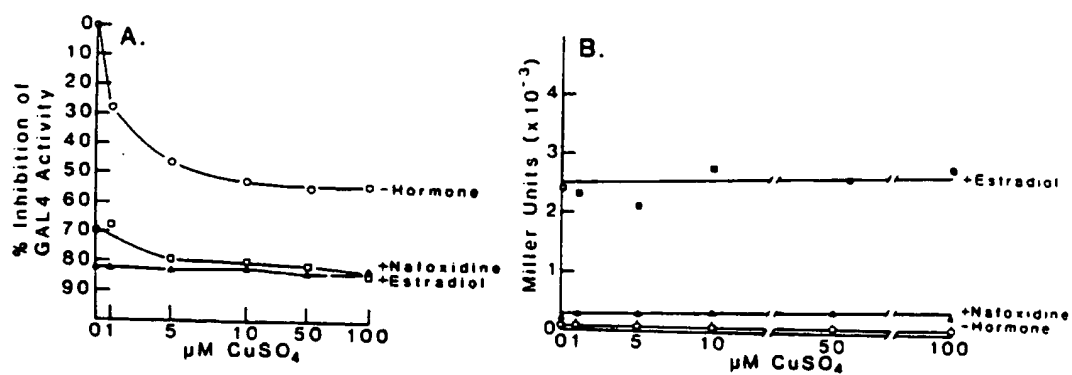 A.
% Inhibition of
GAL4 Activity
0
10
20
30
40
50
60
70
80
90
-Hormone
+Nafoxidine
+Estradiol
0 1 5 10 50 100
µM CuSO₄
B.
Miller Units (x10⁻³)
4
3
2
1
0
+Estradiol
+Nafoxidine
-Hormone
0 1 5 10 50 100
µM CuSO₄